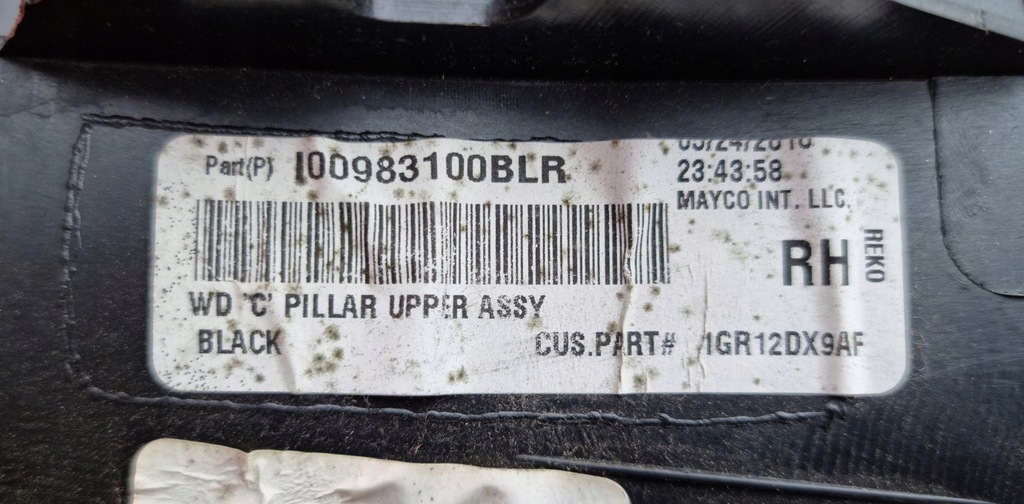 Part(P) I00983100BLR
23:43:58
MAYCO INT. LLC.
RH REKO
WD 'C' PILLAR UPPER ASSY
BLACK
CUS.PART# 1GR12DX9AF